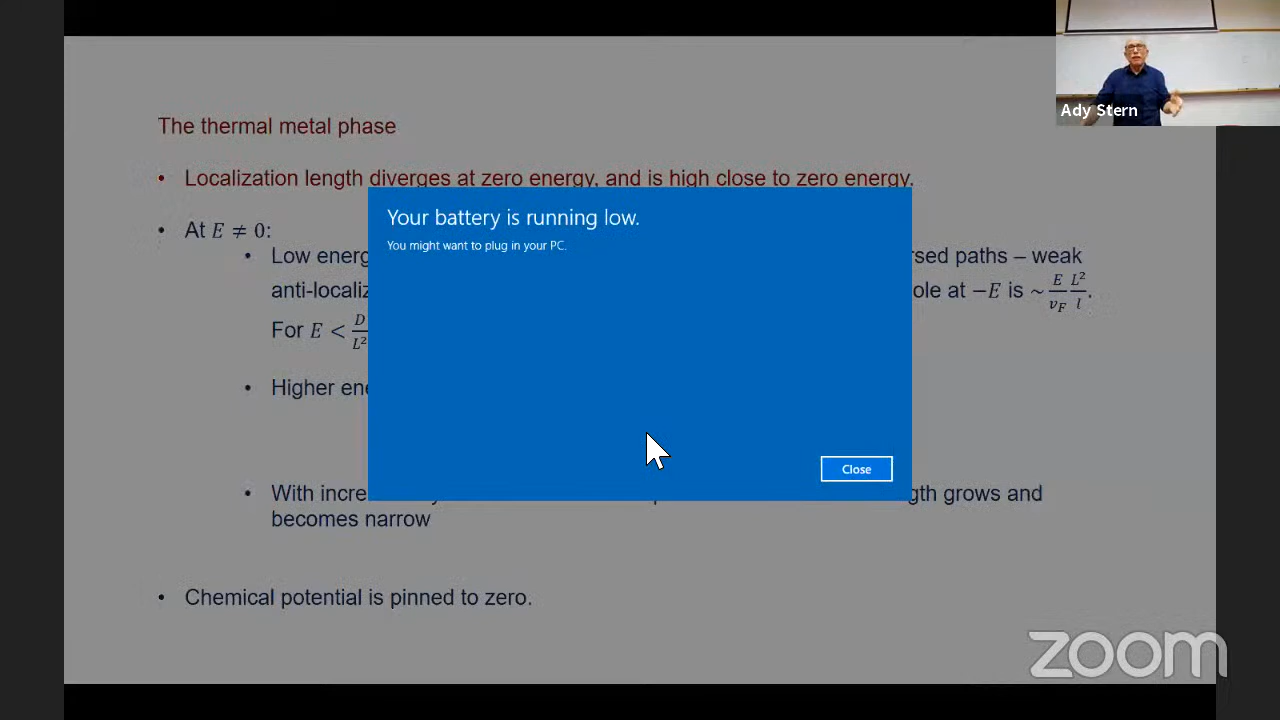 Ady Stern
The thermal metal phase
• Localization length diverges at zero energy, and is high close to zero energy.
Your battery is running low.
You might want to plug in your PC.
• At E ≠ 0:
• Low energ
rsed paths – weak
anti-localiz
ole at −E is ~ E/v_F L²/l.
For E < D/L²
• Higher ene
Close
• With incre
gth grows and
becomes narrow
• Chemical potential is pinned to zero.
zoom